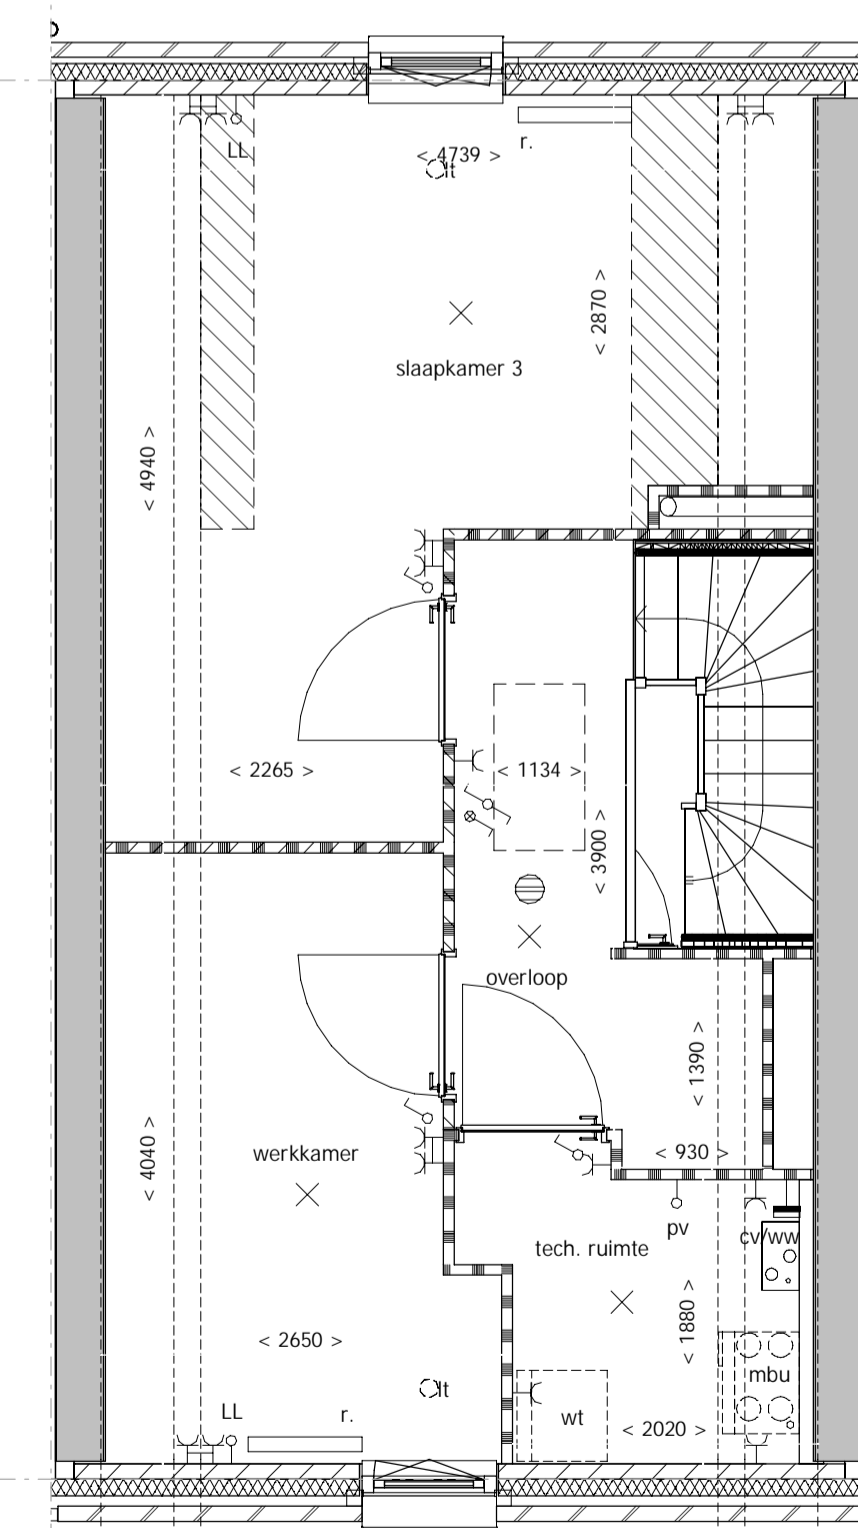 LL
< 4739 >
r.
lt
< 2870 >
slaapkamer 3
< 4940 >
< 2265 >
< 1134 >
< 3900 >
overloop
< 1390 >
< 4040 >
werkkamer
< 930 >
pv
cv/ww
tech. ruimte
< 1880 >
< 2650 >
mbu
lt
LL
r.
wt
< 2020 >